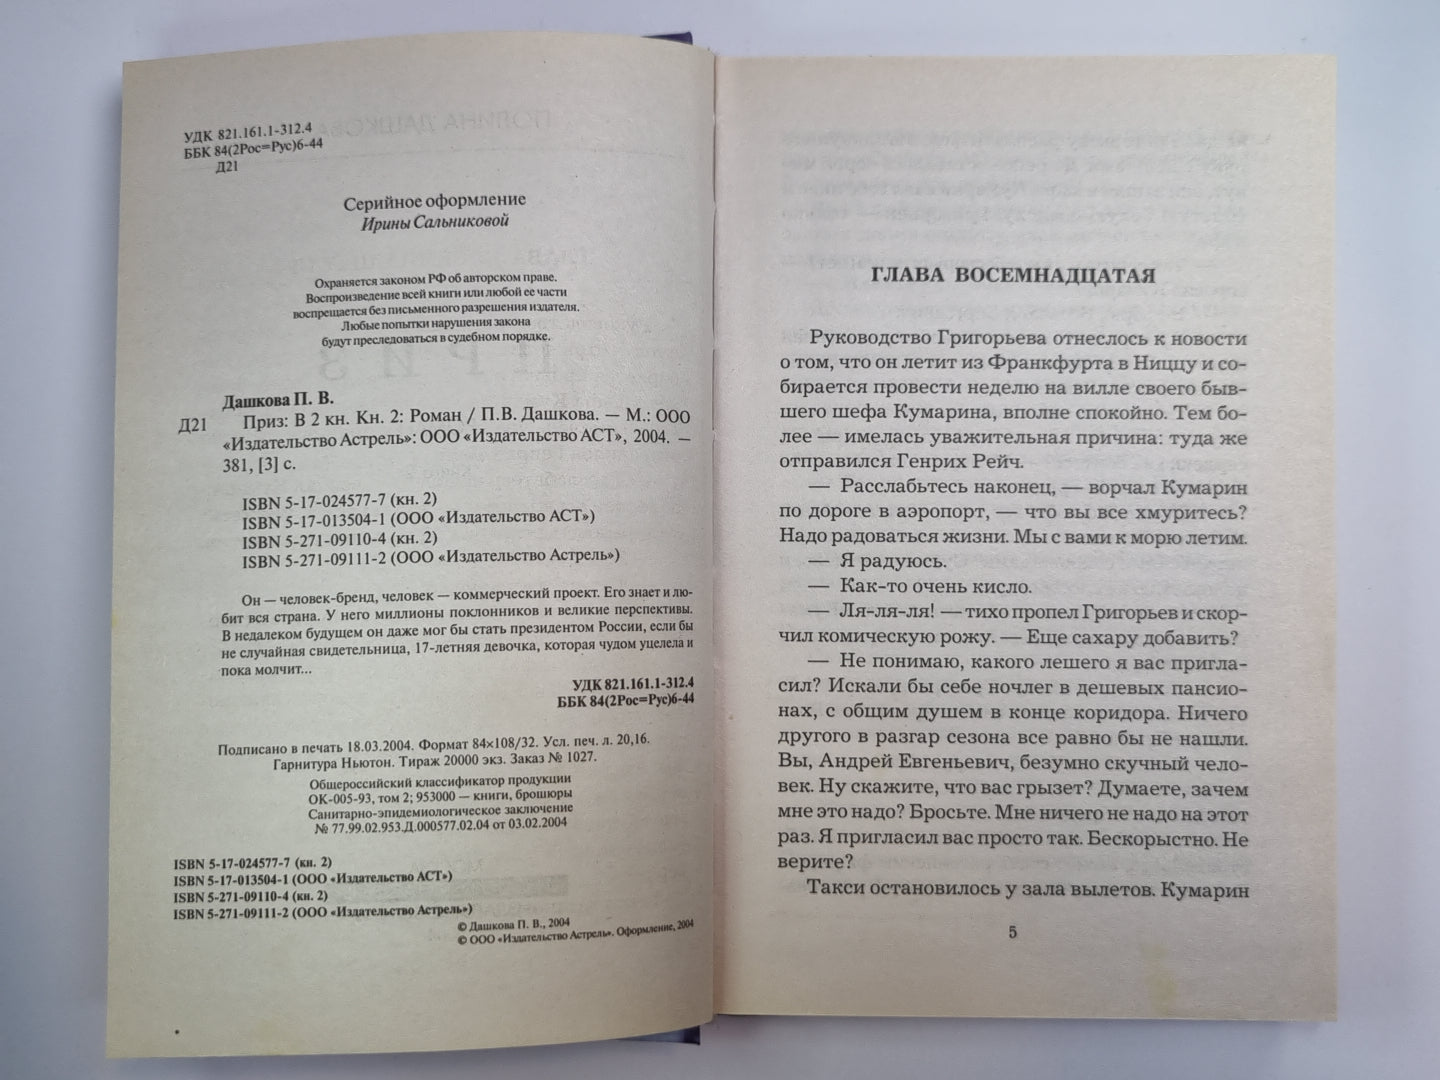 УДК 821.161.1-312.4
ББК 84(2Рос=Рус)6-44
Д21
Серийное оформление
Ирины Сальниковой
Охраняется законом РФ об авторском праве.
Воспроизведение всей книги или любой ее части
воспрещается без письменного разрешения издателя.
Любые попытки нарушения закона
будут преследоваться в судебном порядке.
Дашкова П. В.
Д21 Приз: В 2 кн. Кн. 2: Роман / П.В. Дашкова. — М.: ООО
«Издательство Астрель»: ООО «Издательство АСТ», 2004. —
381, [3] с.
ISBN 5-17-024577-7 (кн. 2)
ISBN 5-17-013504-1 (ООО «Издательство АСТ»)
ISBN 5-271-09110-4 (кн. 2)
ISBN 5-271-09111-2 (ООО «Издательство Астрель»)
Он — человек-бренд, человек — коммерческий проект. Его знает и лю-
бит вся страна. У него миллионы поклонников и великие перспективы.
В недалеком будущем он даже мог бы стать президентом России, если бы
не случайная свидетельница, 17-летняя девочка, которая чудом уцелела и
пока молчит...
УДК 821.161.1-312.4
ББК 84(2Рос=Рус)6-44
Подписано в печать 18.03.2004. Формат 84×108/32. Усл. печ. л. 20,16.
Гарнитура Ньютон. Тираж 20000 экз. Заказ № 1027.
Общероссийский классификатор продукции
ОК-005-93, том 2; 953000 — книги, брошюры
Санитарно-эпидемиологическое заключение
№ 77.99.02.953.Д.000577.02.04 от 03.02.2004
ISBN 5-17-024577-7 (кн. 2)
ISBN 5-17-013504-1 (ООО «Издательство АСТ»)
ISBN 5-271-09110-4 (кн. 2)
ISBN 5-271-09111-2 (ООО «Издательство Астрель»)
© Дашкова П. В., 2004
© ООО «Издательство Астрель». Оформление, 2004
ГЛАВА ВОСЕМНАДЦАТАЯ
Руководство Григорьева отнеслось к новости
о том, что он летит из Франкфурта в Ниццу и со-
бирается провести неделю на вилле своего быв-
шего шефа Кумарина, вполне спокойно. Тем бо-
лее — имелась уважительная причина: туда же
отправился Генрих Рейч.
— Расслабьтесь наконец, — ворчал Кумарин
по дороге в аэропорт, — что вы все хмуритесь?
Надо радоваться жизни. Мы с вами к морю летим.
— Я радуюсь.
— Как-то очень кисло.
— Ля-ля-ля! — тихо пропел Григорьев и скор-
чил комическую рожу. — Еще сахару добавить?
— Не понимаю, какого лешего я вас пригла-
сил? Искали бы себе ночлег в дешевых пансио-
нах, с общим душем в конце коридора. Ничего
другого в разгар сезона все равно бы не нашли.
Вы, Андрей Евгеньевич, безумно скучный чело-
век. Ну скажите, что вас грызет? Думаете, зачем
мне это надо? Бросьте. Мне ничего не надо на этот
раз. Я пригласил вас просто так. Бескорыстно. Не
верите?
Такси остановилось у зала вылетов. Кумарин
5